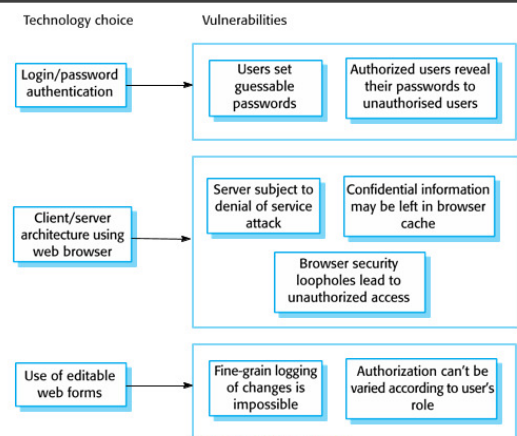 Technology choice
Vulnerabilities
Login/password
authentication
Users set
guessable
passwords
Authorized users reveal
their passwords to
unauthorised users
Client/server
architecture using
web browser
Server subject to
denial of service
attack
Confidential information
may be left in browser
cache
Browser security
loopholes lead to
unauthorized access
Use of editable
web forms
Fine-grain logging
of changes is
impossible
Authorization can't be
varied according to user's
role